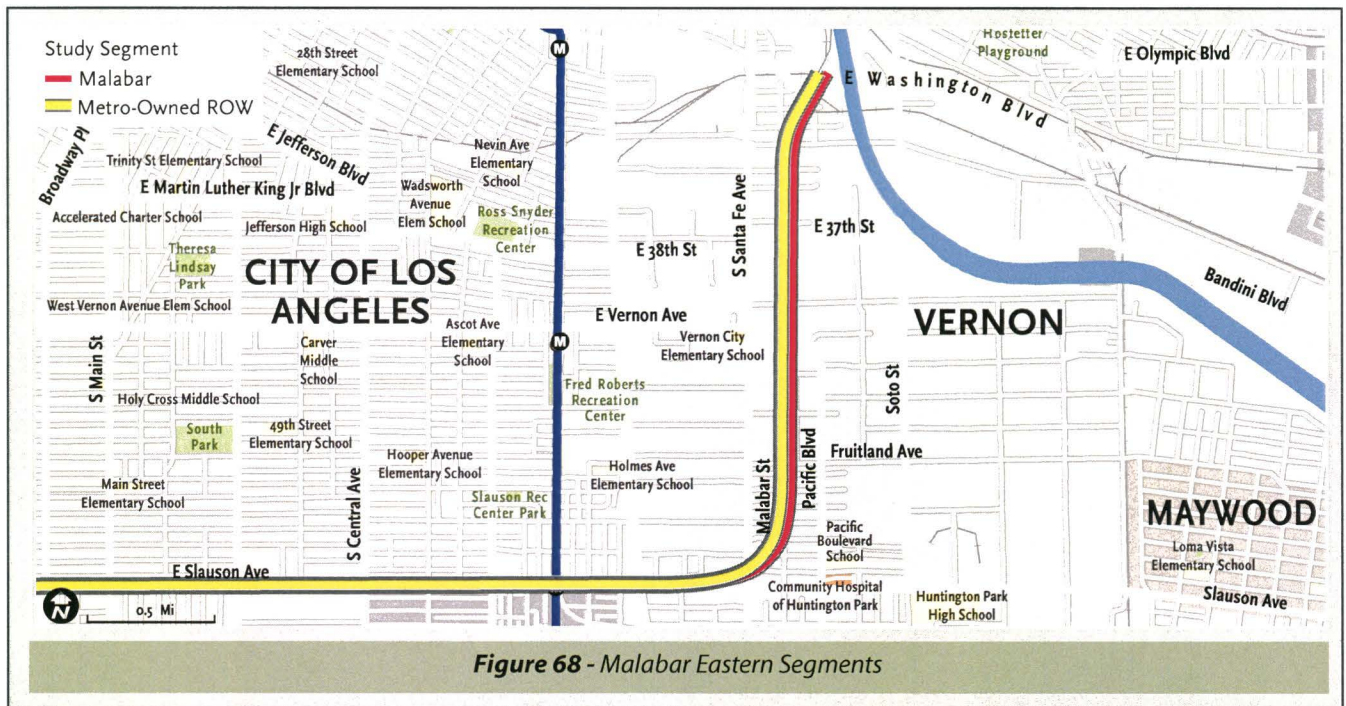 Study Segment
Malabar
Metro-Owned ROW
28th Street
Elementary School
M
Hostetter
Playground
E Olympic Blvd
E Washington Blvd
Broadway Pl
Trinity St Elementary School
E Jefferson Blvd
Nevin Ave
Elementary
School
E Martin Luther King Jr Blvd
Wadsworth
Avenue
Elem School
Accelerated Charter School
Jefferson High School
Ross Snyder
Recreation
Center
S Santa Fe Ave
E 37th St
E 38th St
Theresa
Lindsay
Park
CITY OF LOS
ANGELES
Bandini Blvd
West Vernon Avenue Elem School
E Vernon Ave
VERNON
S Main St
Carver
Middle
School
Ascot Ave
Elementary
School
M
Vernon City
Elementary School
Holy Cross Middle School
Fred Roberts
Recreation
Center
Soto St
South
Park
49th Street
Elementary School
Pacific Blvd
Fruitland Ave
Hooper Avenue
Elementary School
Holmes Ave
Elementary School
Malabar St
Main Street
Elementary School
S Central Ave
Slauson Rec
Center Park
MAYWOOD
Pacific
Boulevard
School
Loma Vista
Elementary School
E Slauson Ave
Community Hospital
of Huntington Park
Huntington Park
High School
Slauson Ave
N
0.5 Mi
Figure 68 - Malabar Eastern Segments